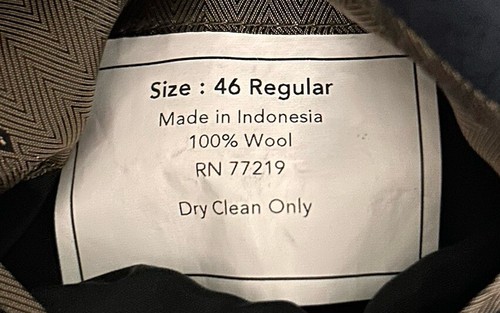 Size : 46 Regular
Made in Indonesia
100% Wool
RN 77219
Dry Clean Only